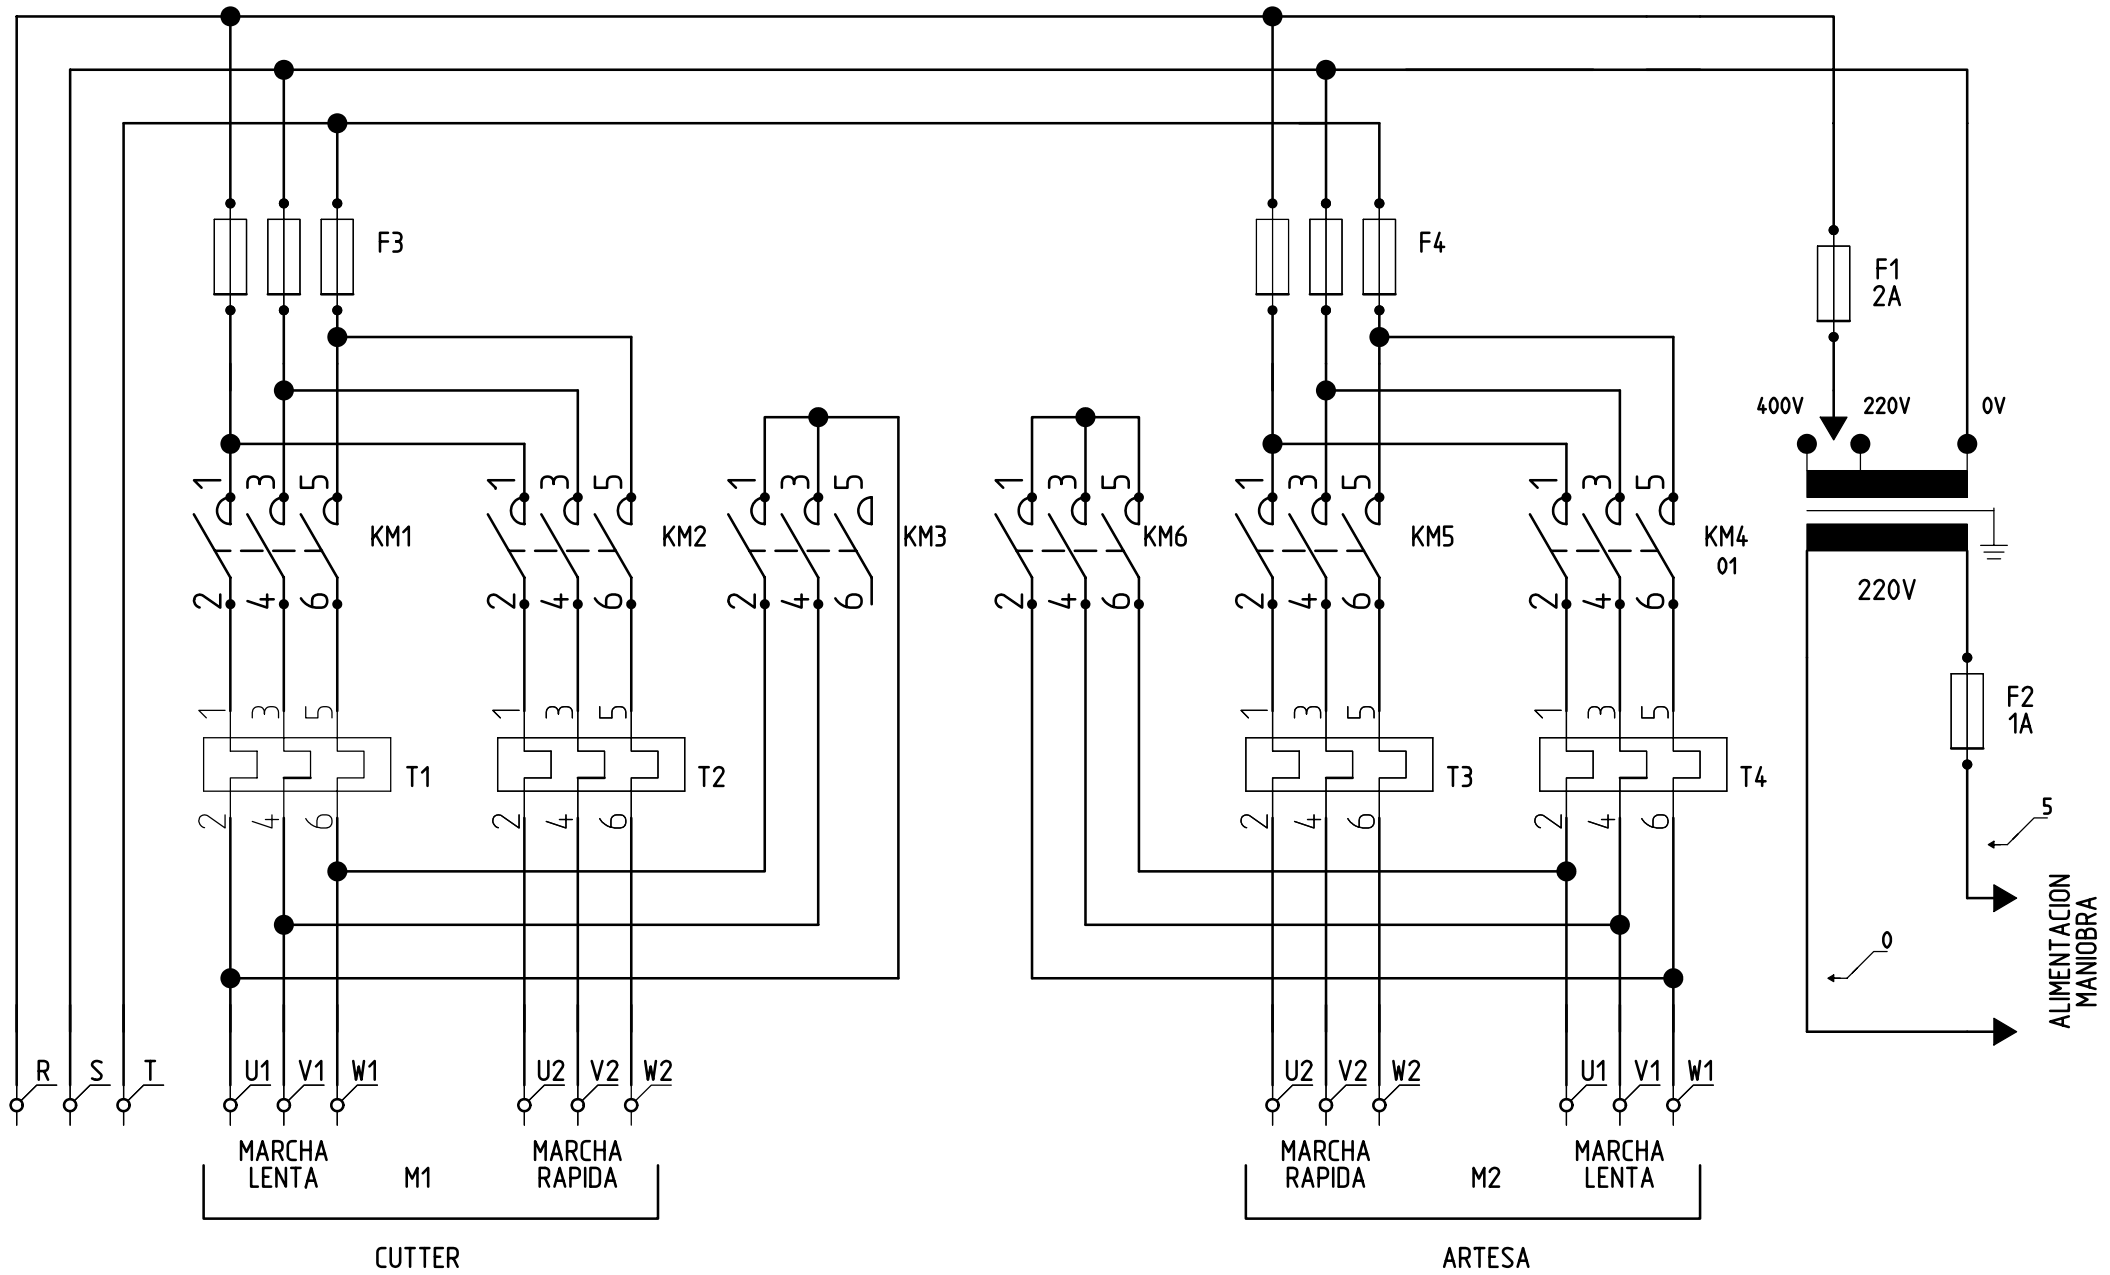 F3
F4
F1
2A
400V 220V 0V
1 3 5 1 3 5 1 3 5 1 3 5 1 3 5 1 3 5
KM1 KM2 KM3 KM6 KM5 KM4
01
2 4 6 2 4 6 2 4 6 2 4 6 2 4 6 2 4 6
220V
1 3 5 1 3 5 1 3 5 1 3 5
F2
1A
T1 T2 T3 T4
2 4 6 2 4 6 2 4 6 2 4 6
5
0
ALIMENTACION
MANIOBRA
R S T U1 V1 W1 U2 V2 W2 U2 V2 W2 U1 V1 W1
MARCHA
LENTA
M1
MARCHA
RAPIDA
MARCHA
RAPIDA
M2
MARCHA
LENTA
CUTTER
ARTESA